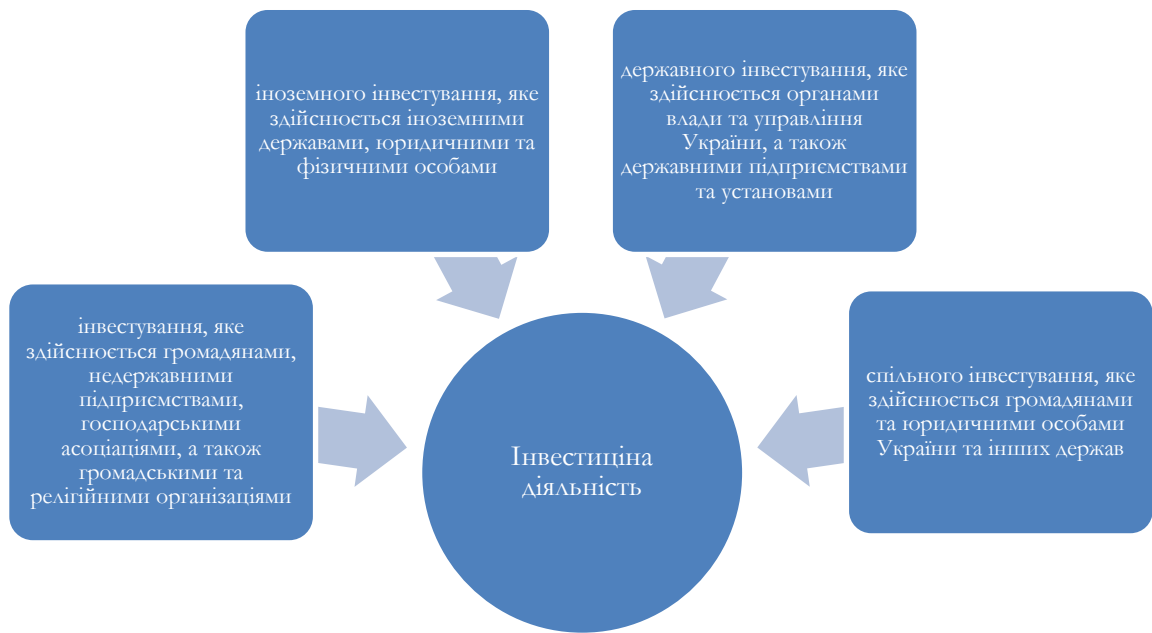 іноземного інвестування, яке
здійснюється іноземними
державами, юридичними та
фізичними особами
державного інвестування, яке
здійснюється органами
влади та управління
України, а також
державними підприємствами
та установами
інвестування, яке
здійснюється громадянами,
недержавними
підприємствами,
господарськими
асоціаціями, а також
громадськими та
релігійними організаціями
спільного інвестування, яке
здійснюється громадянами
та юридичними особами
України та інших держав
Інвестиціна
діяльність